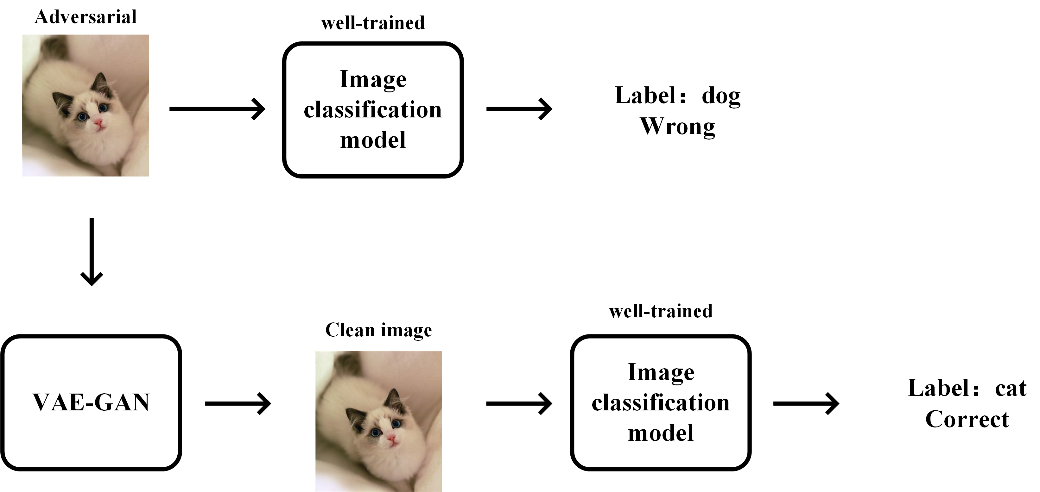 Adversarial
well-trained
Image
classification
model
Label：dog
Wrong
VAE-GAN
Clean image
well-trained
Image
classification
model
Label：cat
Correct